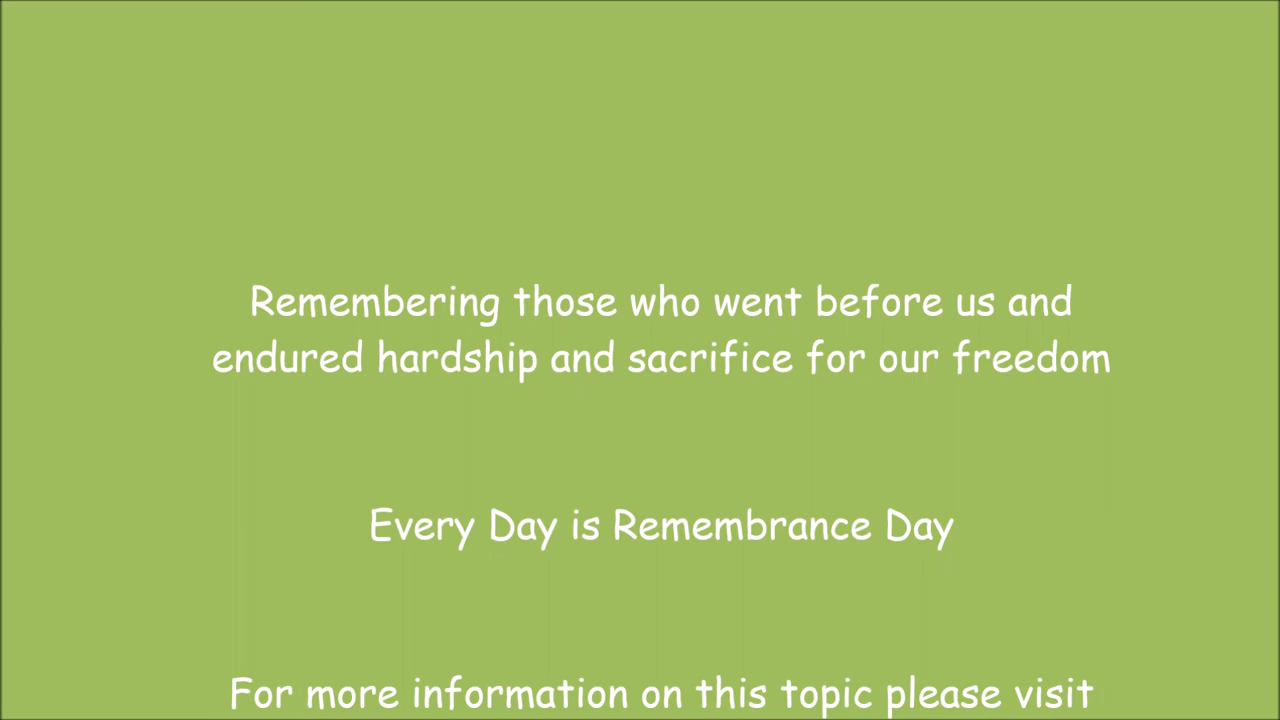 Remembering those who went before us and
endured hardship and sacrifice for our freedom
Every Day is Remembrance Day
For more information on this topic please visit